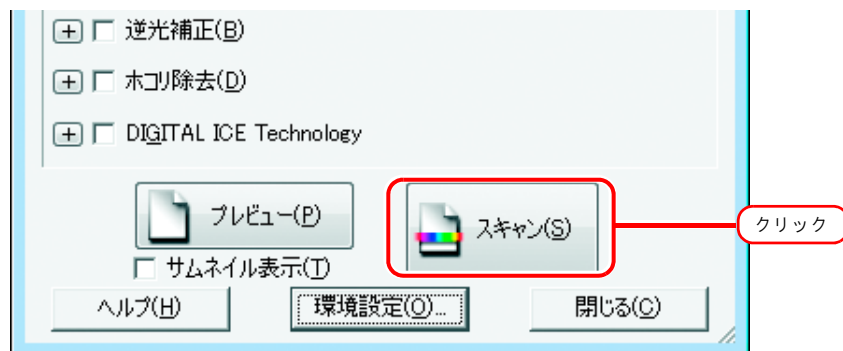 逆光補正(B)
ホコリ除去(D)
DIGITAL ICE Technology
プレビュー(P)
スキャン(S)
クリック
サムネイル表示(T)
ヘルプ(H)
環境設定(O)...
閉じる(C)